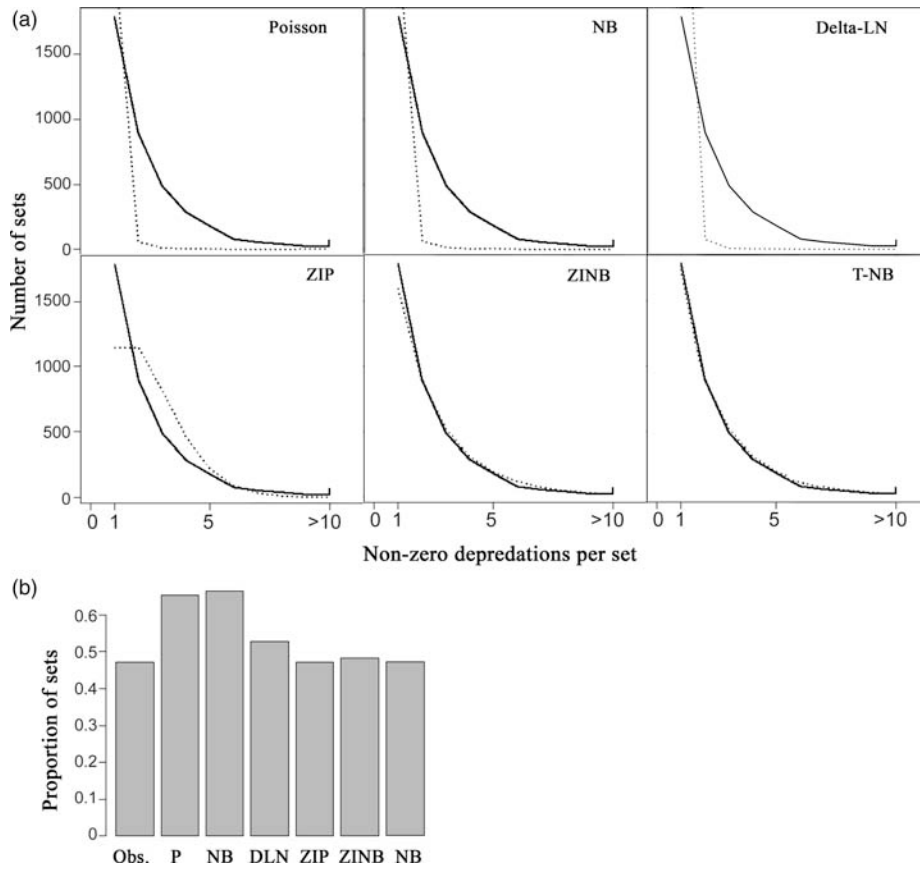 (a)
Poisson
NB
Delta-LN
1500
1000
500
0
ZIP
ZINB
T-NB
1500
1000
500
0
Number of sets
0 1 5 >10
0 1 5 >10
0 1 5 >10
Non-zero depredations per set
(b)
0.6
0.5
0.4
0.3
0.2
0.1
0
Proportion of sets
Obs. P NB DLN ZIP ZINB NB